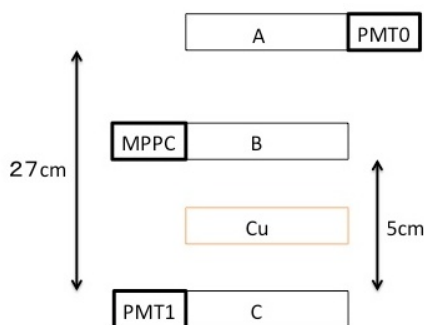 A PMT0
MPPC B
27cm
Cu
5cm
PMT1 C